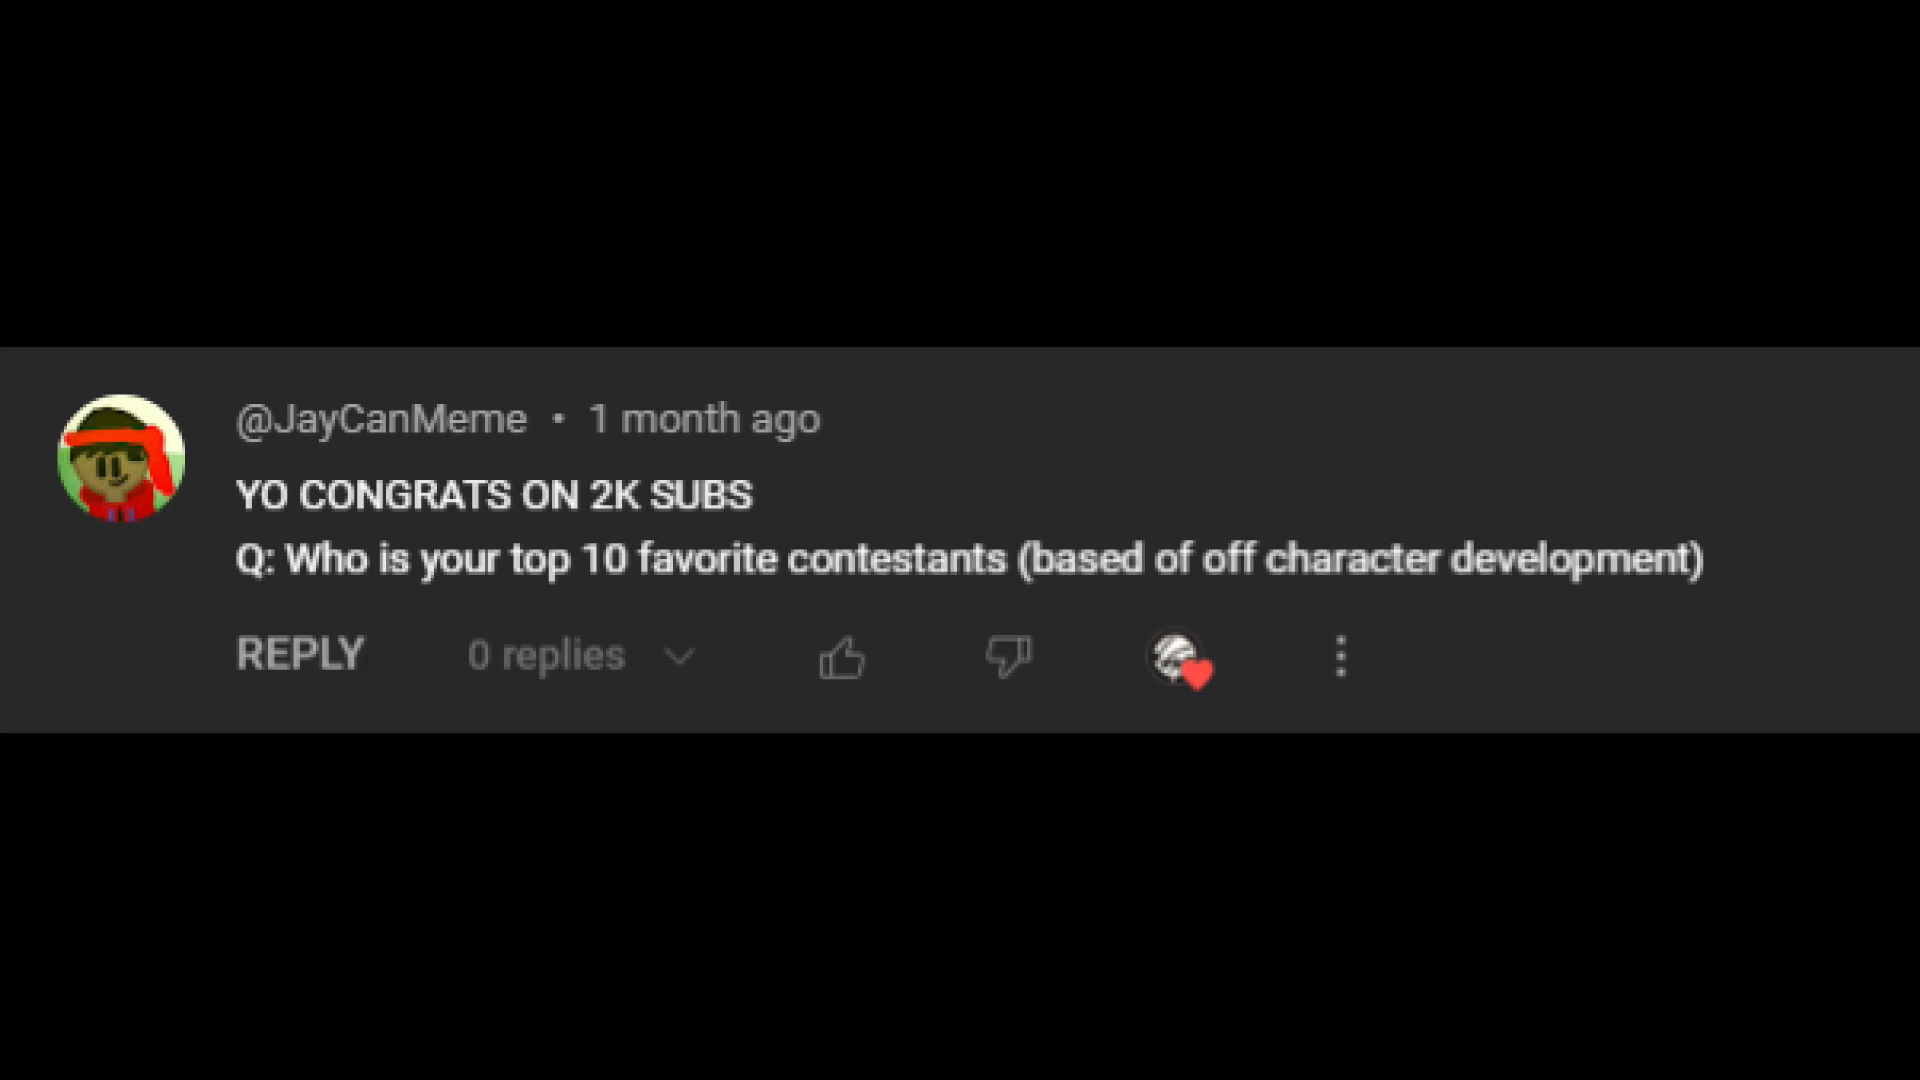 @JayCanMeme • 1 month ago
YO CONGRATS ON 2K SUBS
Q: Who is your top 10 favorite contestants (based of off character development)
REPLY 0 replies